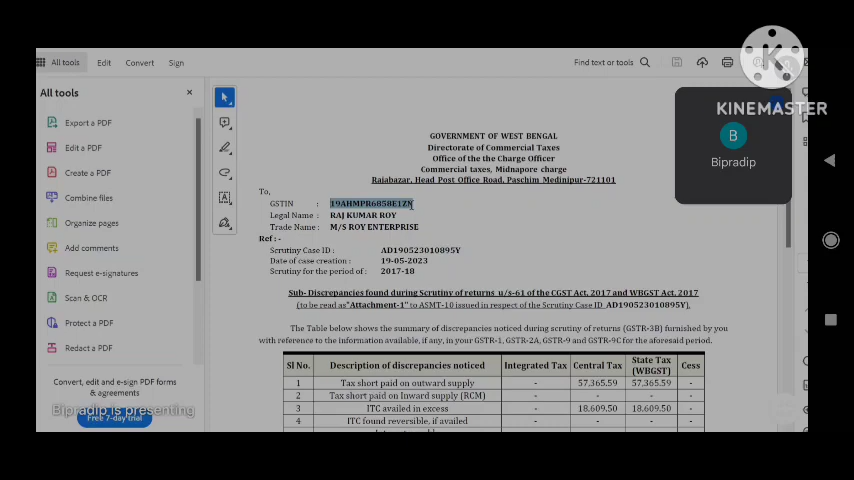 All tools
Edit
Convert
Sign
Find text or tools
KINEMASTER
All tools
Export a PDF
Edit a PDF
Create a PDF
Combine files
Organize pages
Add comments
Request e-signatures
Scan & OCR
Protect a PDF
Redact a PDF
Convert, edit and e-sign PDF forms
& agreements
Free 7-day trial
Bipradip is presenting
B
Bipradip
GOVERNMENT OF WEST BENGAL
Directorate of Commercial Taxes
Office of the the Charge Officer
Commercial taxes, Midnapore charge
Rajabazar, Head Post Office Road, Paschim Medinipur-721101
To,
GSTIN : 19AHMPR6858E1ZN
Legal Name : RAJ KUMAR ROY
Trade Name : M/S ROY ENTERPRISE
Ref : -
Scrutiny Case ID : AD190523010895Y
Date of case creation : 19-05-2023
Scrutiny for the period of : 2017-18
Sub- Discrepancies found during Scrutiny of returns u/s-61 of the CGST Act, 2017 and WBGST Act, 2017
(to be read as"Attachment-1" to ASMT-10 issued in respect of the Scrutiny Case ID AD190523010895Y).
The Table below shows the summary of discrepancies noticed during scrutiny of returns (GSTR-3B) furnished by you
with reference to the information available, if any, in your GSTR-1, GSTR-2A, GSTR-9 and GSTR-9C for the aforesaid period.
Sl No. Description of discrepancies noticed Integrated Tax Central Tax State Tax (WBGST) Cess
1 Tax short paid on outward supply - 57,365.59 57,365.59 -
2 Tax short paid on Inward supply (RCM) - - - -
3 ITC availed in excess - 18,609.50 18,609.50 -
4 ITC found reversible, if availed - - - -